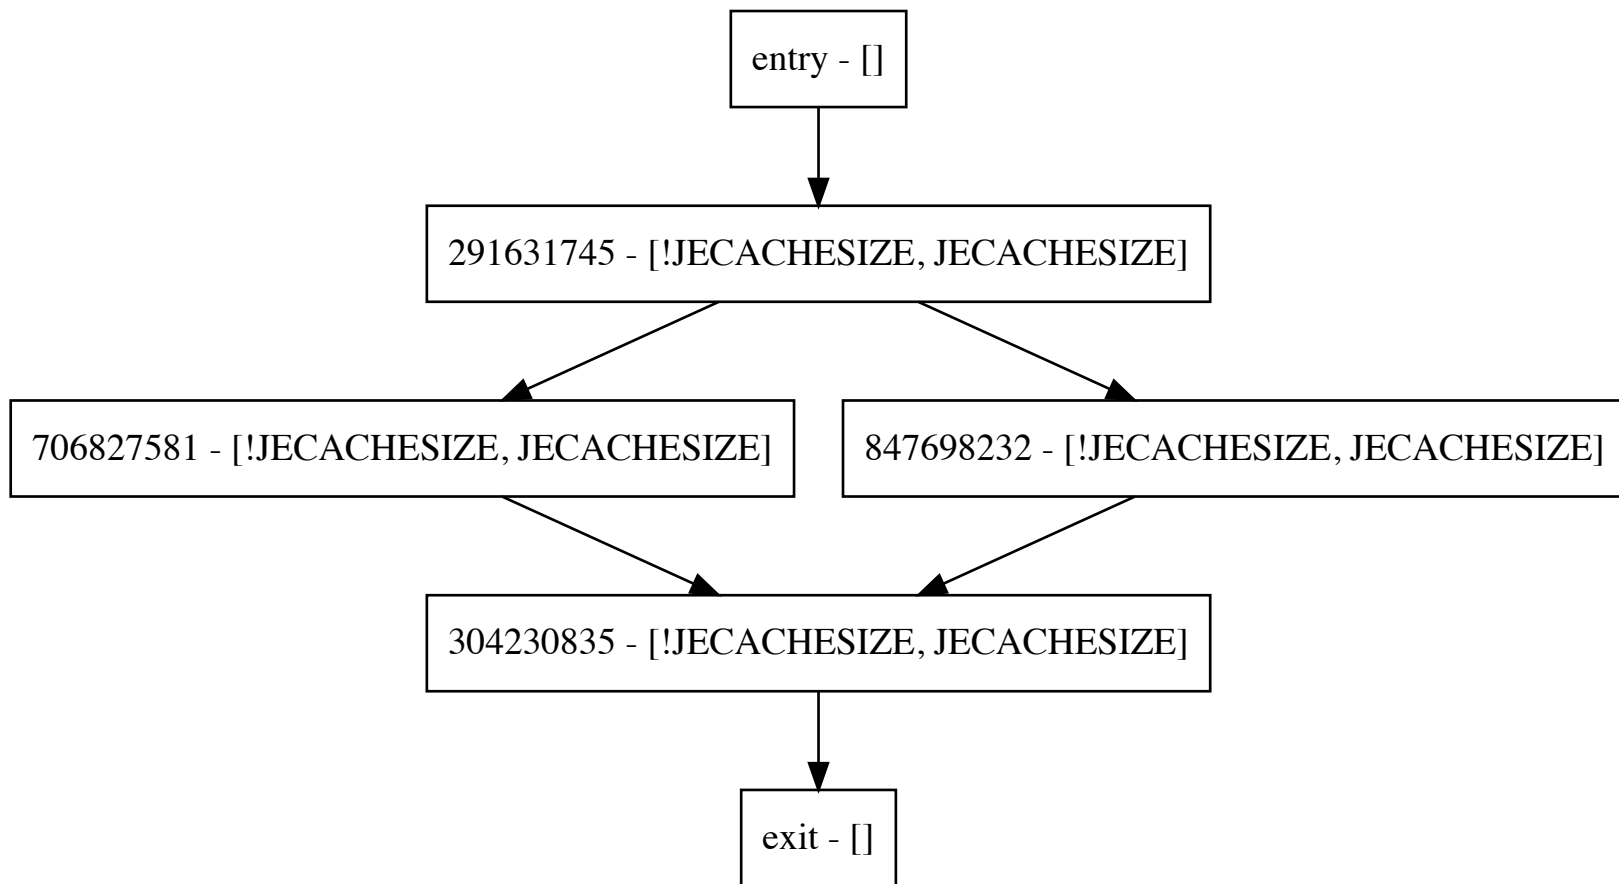 entry - []
291631745 - [!JECACHESIZE, JECACHESIZE]
706827581 - [!JECACHESIZE, JECACHESIZE]
847698232 - [!JECACHESIZE, JECACHESIZE]
304230835 - [!JECACHESIZE, JECACHESIZE]
exit - []